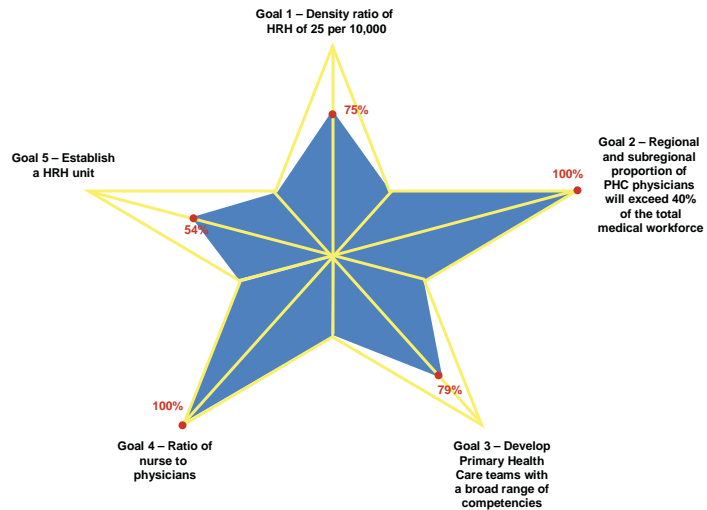 Goal 1 – Density ratio of
HRH of 25 per 10,000
75%
Goal 2 – Regional
and subregional
proportion of
PHC physicians
will exceed 40%
of the total
medical workforce
100%
Goal 5 – Establish
a HRH unit
54%
79%
100%
Goal 4 – Ratio of
nurse to
physicians
Goal 3 – Develop
Primary Health
Care teams with
a broad range of
competencies